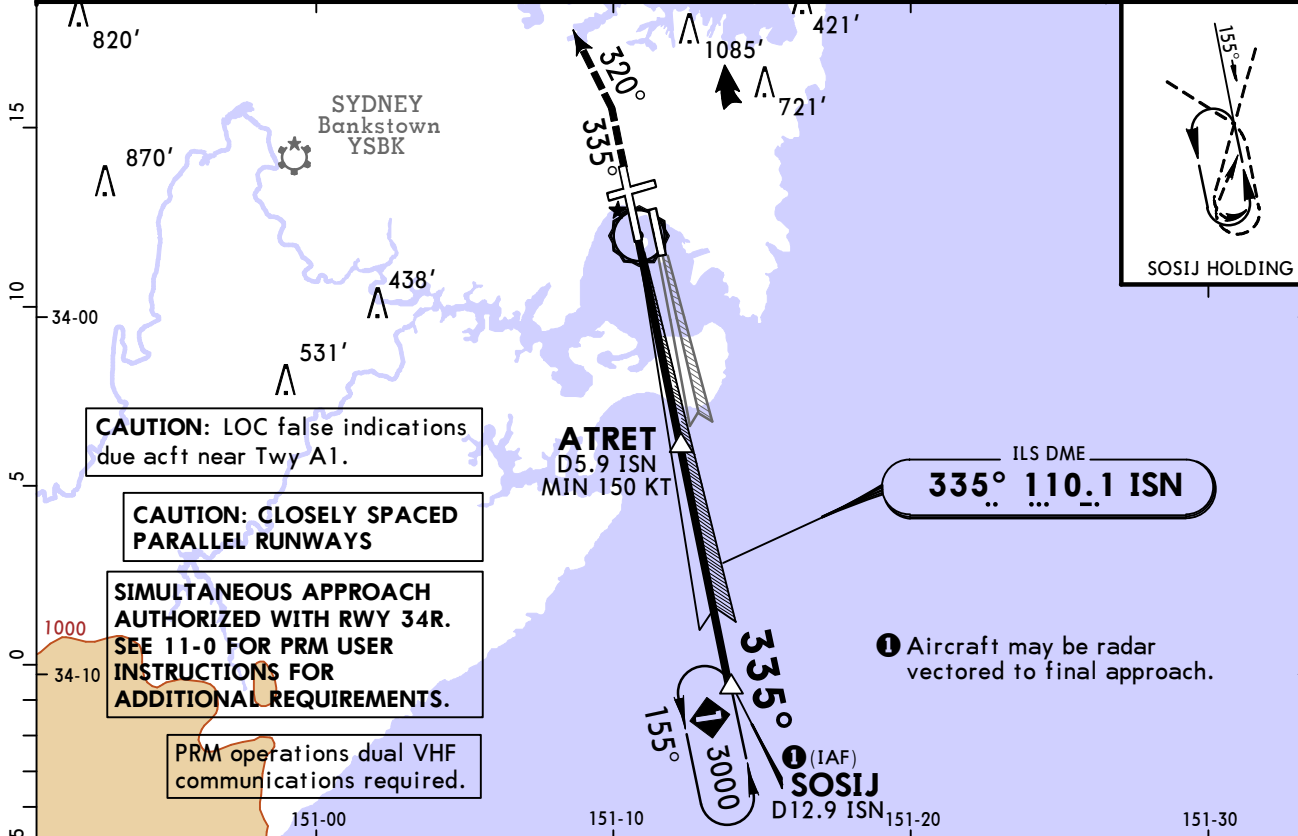 820'
421'
1085'
721'
320°
335°
155°
SOSIJ HOLDING
SYDNEY
Bankstown
YSBK
15
870'
10
34-00
438'
531'
CAUTION: LOC false indications
due acft near Twy A1.
ATRET
D5.9 ISN
MIN 150 KT
ILS DME
335° 110.1 ISN
5
CAUTION: CLOSELY SPACED
PARALLEL RUNWAYS
SIMULTANEOUS APPROACH
AUTHORIZED WITH RWY 34R.
SEE 11-0 FOR PRM USER
INSTRUCTIONS FOR
ADDITIONAL REQUIREMENTS.
1000
0
34-10
335°
1 Aircraft may be radar
vectored to final approach.
1
155°
3000
1 (IAF)
SOSIJ
D12.9 ISN
PRM operations dual VHF
communications required.
5
151-00
151-10
151-20
151-30